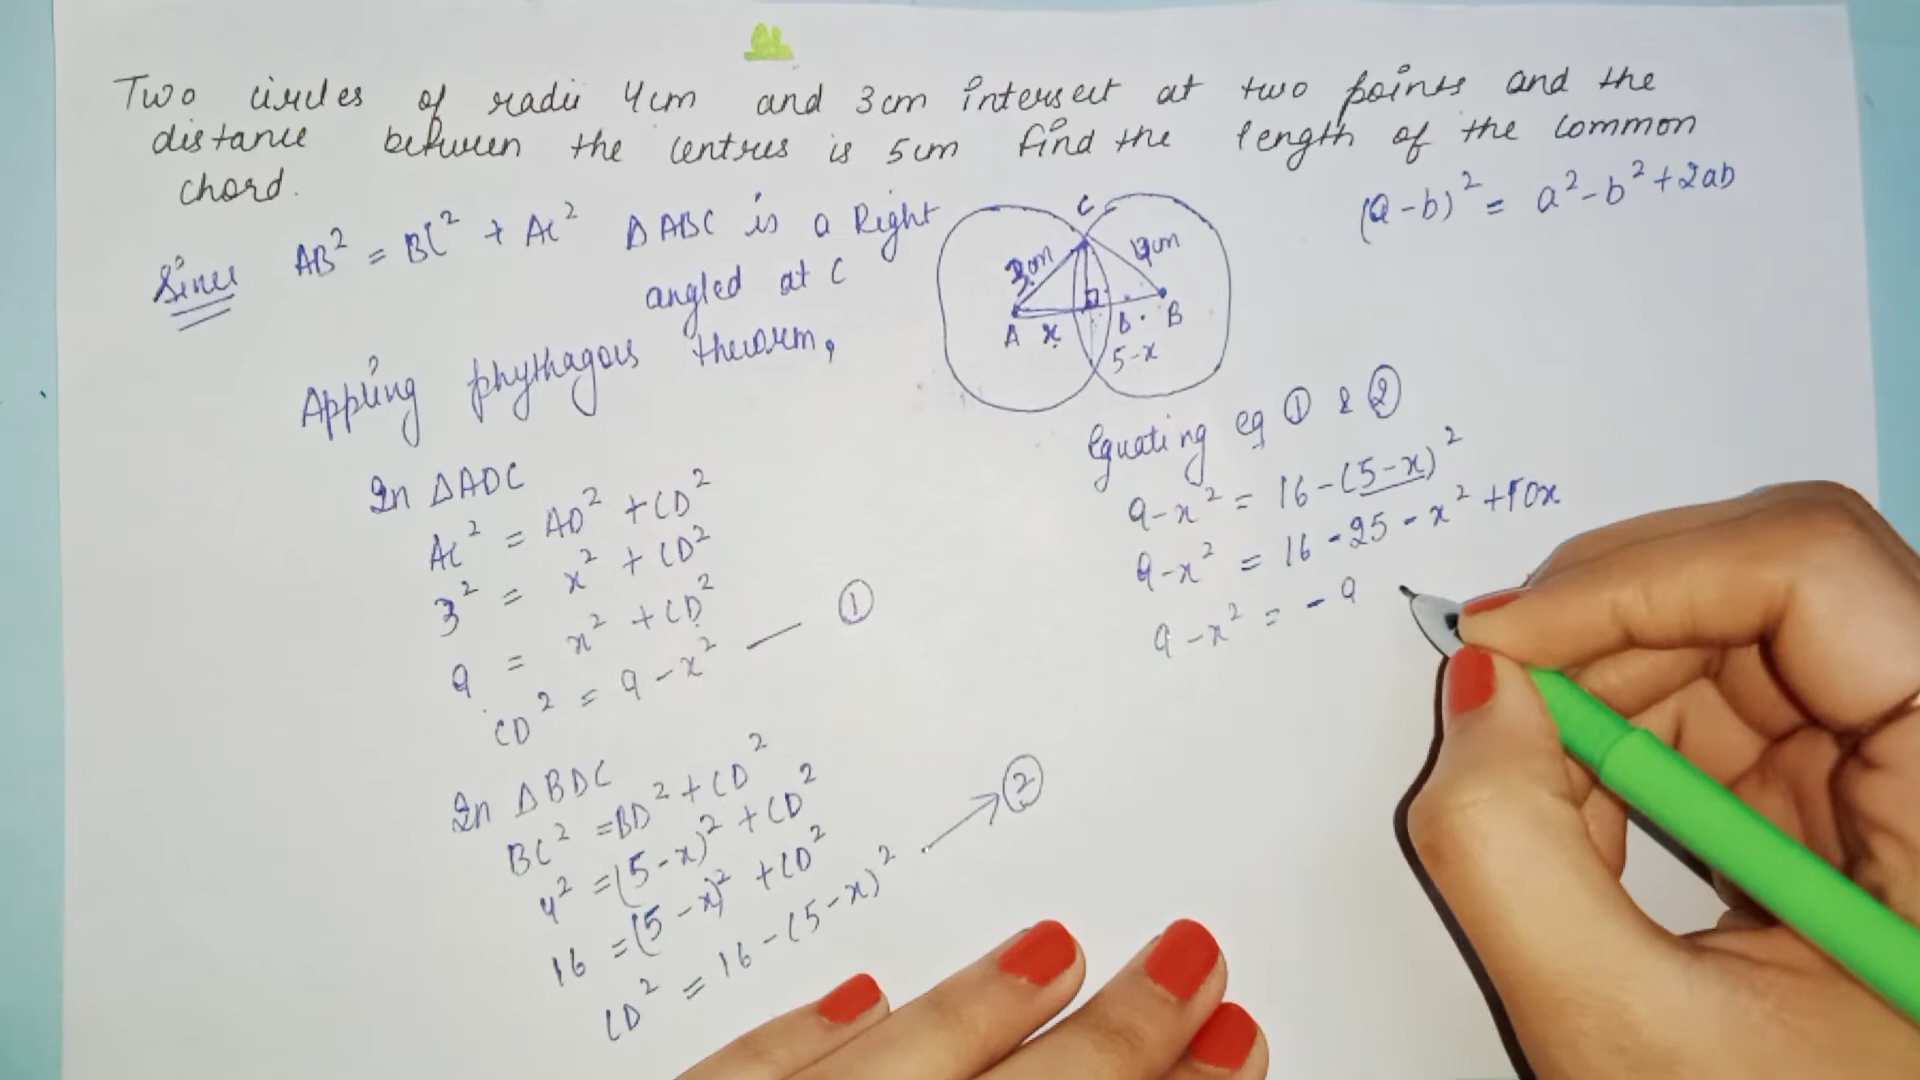 Two circles of radii 4cm and 3cm intersect at two points and the
distance between the centres is 5cm find the length of the common
chord.
(a-b)² = a²-b²+2ab
Since AB² = BC² + AC² ΔABC is a Right
angled at C
Appling phythagous theorem,
C
3cm
4cm
A x
B
5-x
In ΔADC
AC² = AD² + CD²
3² = x² + CD²
9 = x² + CD²
CD² = 9-x² — ①
In ΔBDC
BC² = BD² + CD²
4² = (5-x)² + CD²
16 = (5-x)² + CD²
CD² = 16-(5-x)² → ②
Equating eq ① & ②
9-x² = 16-(5-x)²
9-x² = 16-25-x²+10x
9-x² = -9